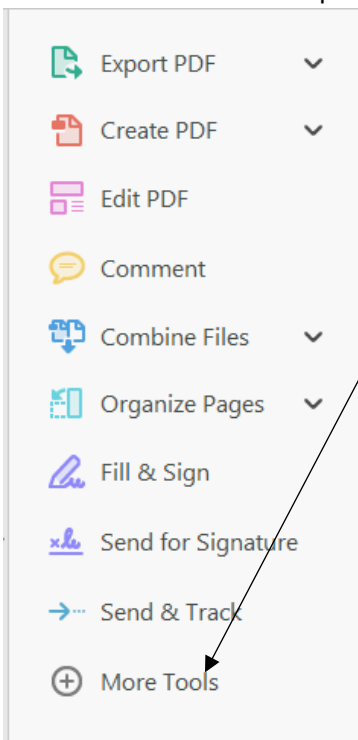 Export PDF
Create PDF
Edit PDF
Comment
Combine Files
Organize Pages
Fill & Sign
Send for Signature
Send & Track
More Tools